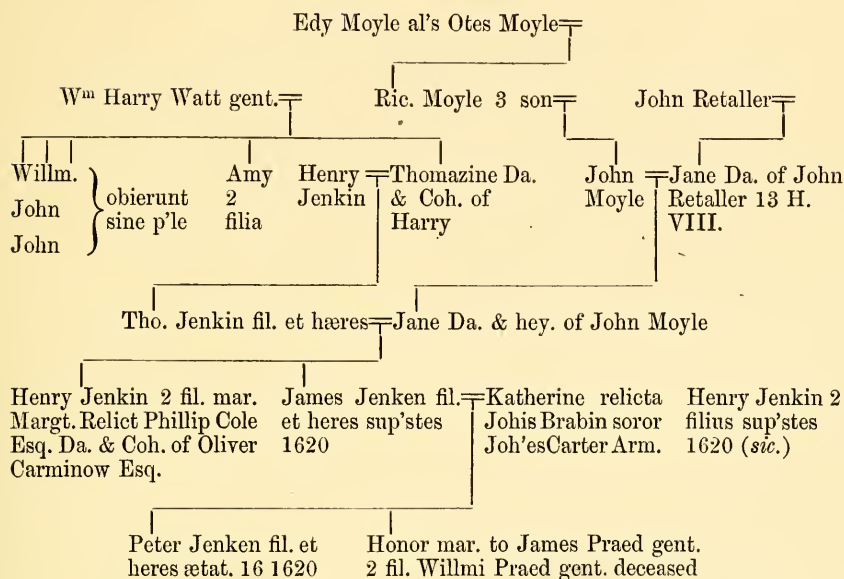 Edy Moyle al's Otes Moyle
Wm Harry Watt gent.
Ric. Moyle 3 son
John Retaller
Willm.
John
John
obierunt
sine p'le
Amy
2
filia
Henry
Jenkin
Thomazine Da.
& Coh. of
Harry
John
Moyle
Jane Da. of John
Retaller 13 H.
VIII.
Tho. Jenkin fil. et hæres
Jane Da. & hey. of John Moyle
Henry Jenkin 2 fil. mar.
Margt. Relict Phillip Cole
Esq. Da. & Coh. of Oliver
Carminow Esq.
James Jenken fil.
et heres sup'stes
1620
Katherine relicta
Johis Brabin soror
Joh'es Carter Arm.
Henry Jenkin 2
filius sup'stes
1620 (sic.)
Peter Jenken fil. et
heres ætat. 16 1620
Honor mar. to James Praed gent.
2 fil. Willmi Praed gent. deceased